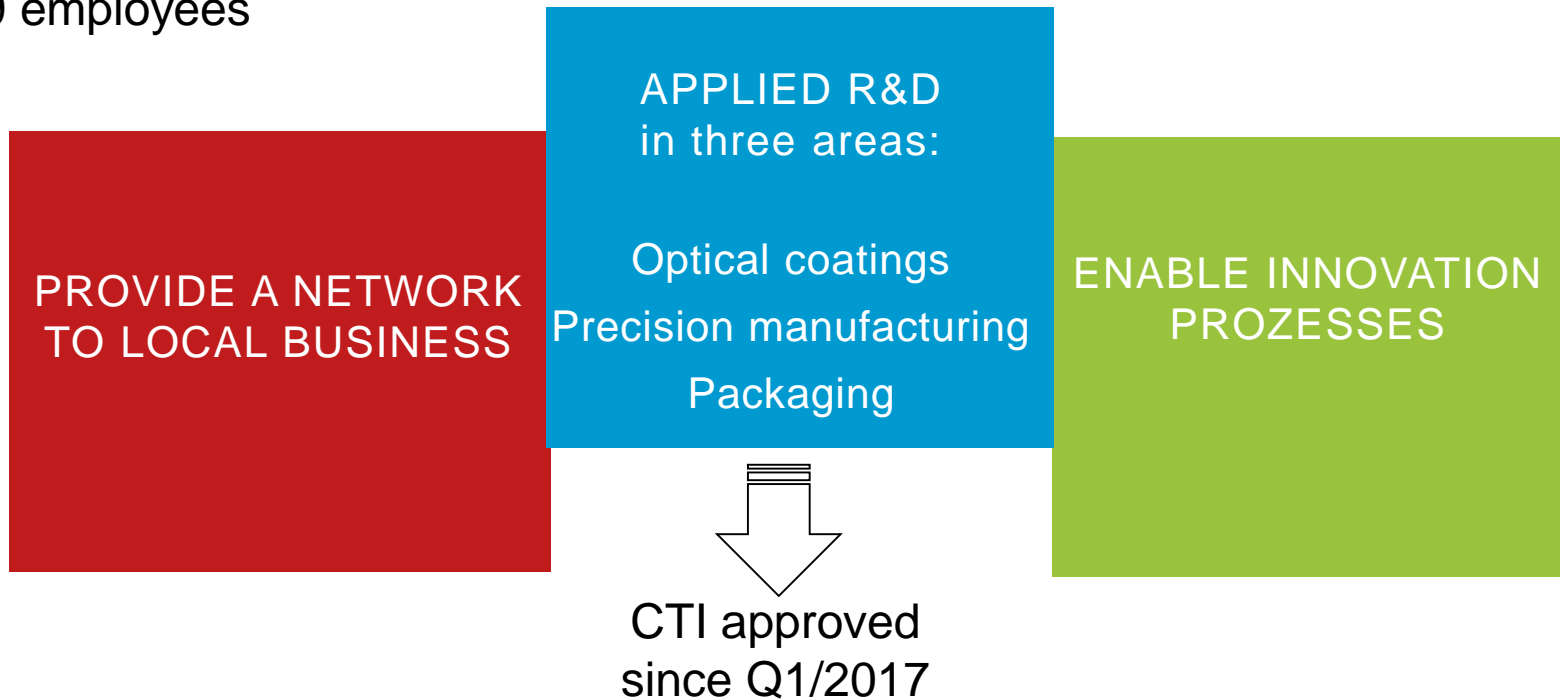 employees
PROVIDE A NETWORK
TO LOCAL BUSINESS
APPLIED R&D
in three areas:
Optical coatings
Precision manufacturing
Packaging
ENABLE INNOVATION
PROZESSES
CTI approved
since Q1/2017